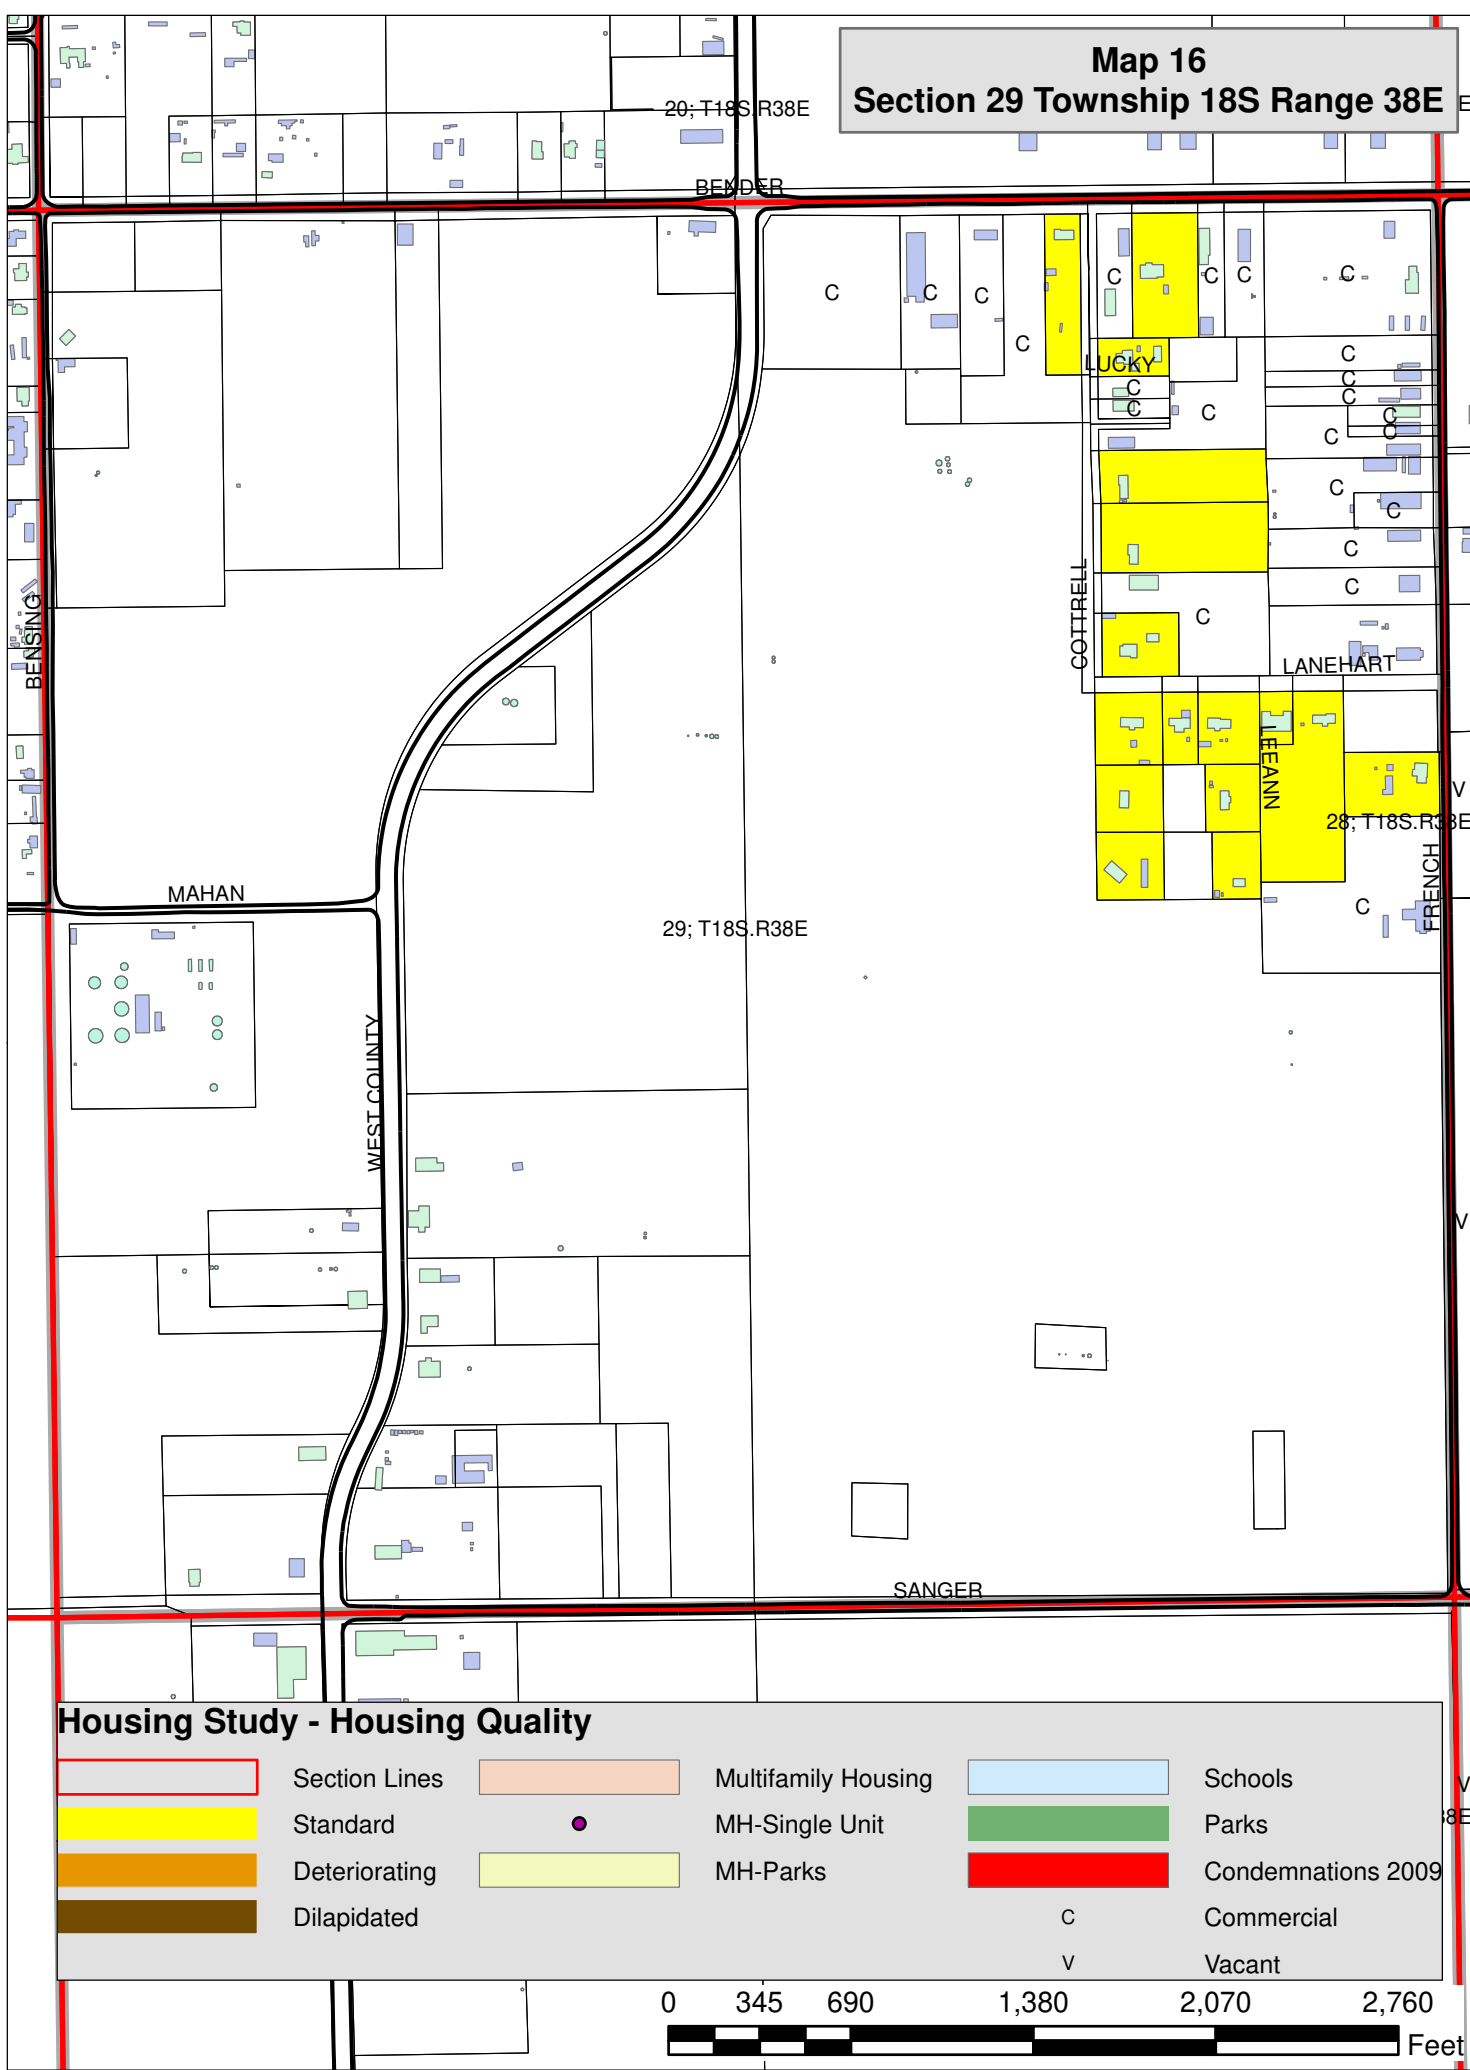 Map 16
Section 29 Township 18S Range 38E
E
20; T18S.R38E
BENDER
C
C
C
C
C
C
C
C
LUCKY
C
C
C
C
C
C
C
C
C
C
C
C
C
C
COTTRELL
C
LANEHART
BENSING
LEEANN
V
28; T18S.R38E
FRENCH
C
MAHAN
29; T18S.R38E
WEST COUNTY
V
SANGER
Housing Study - Housing Quality
Section Lines
Multifamily Housing
Schools
V
Standard
MH-Single Unit
Parks
38E
Deteriorating
MH-Parks
Condemnations 2009
Dilapidated
C
Commercial
V
Vacant
0 345 690 1,380 2,070 2,760
Feet